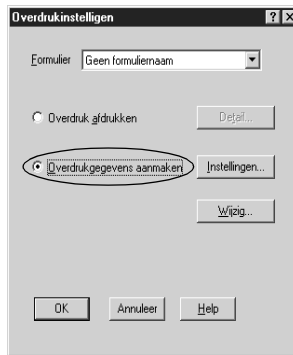 Overdrukinstelligen
Formulier Geen formuliernaam
Overdruk afdrukken Detail...
Overdrukgegevens aanmaken Instellingen...
Wijzig...
OK Annuleer Help